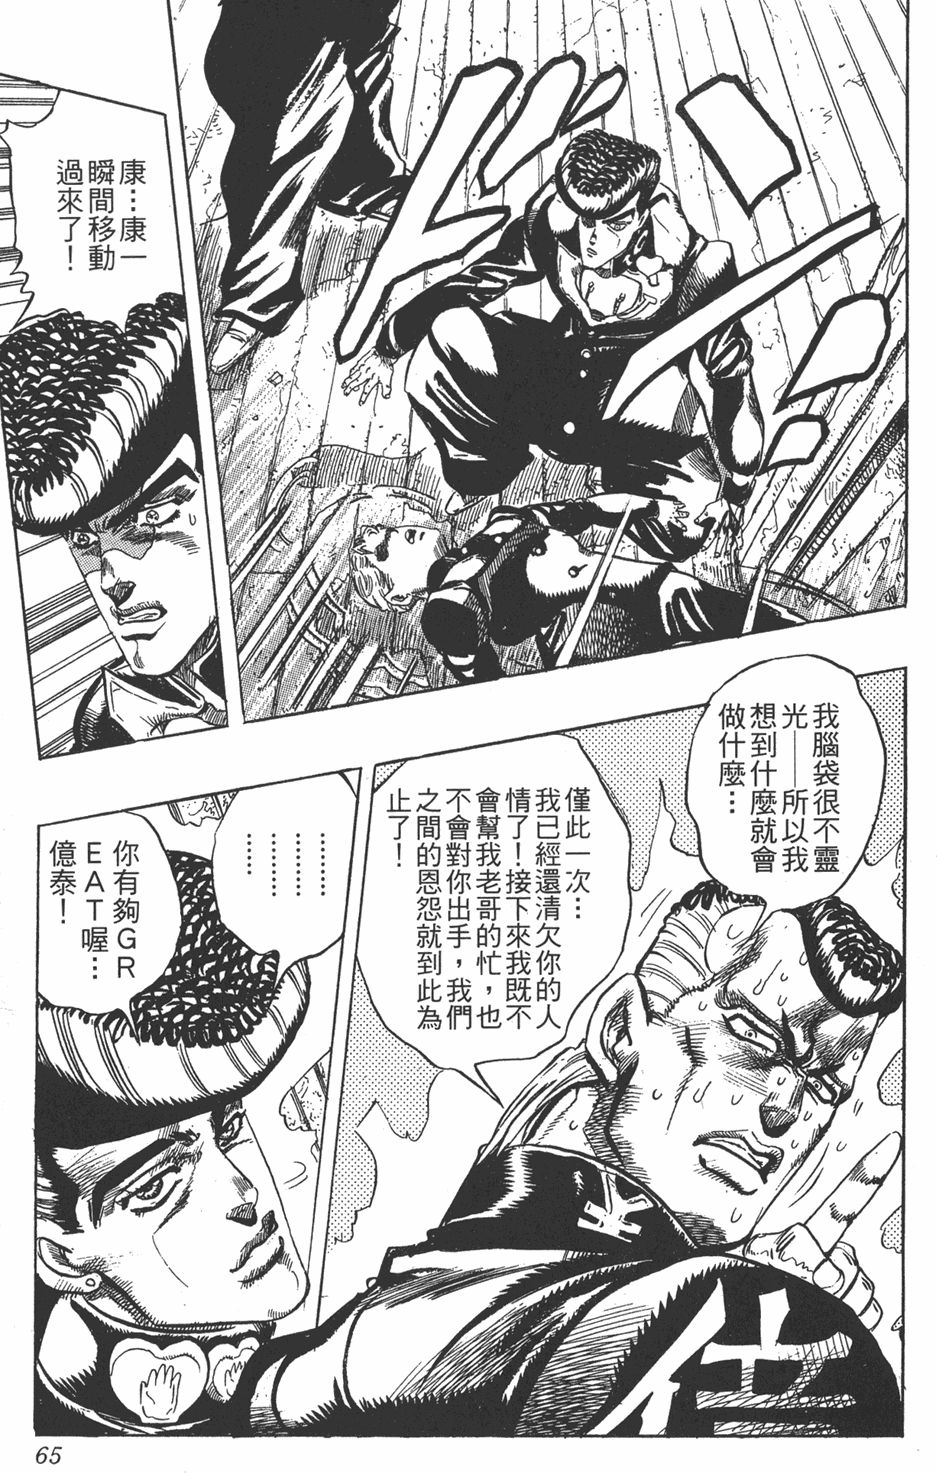 ドドーン
康…康一
瞬間移動
過來了！
我腦袋很不靈
光──所以我
想到什麼就會
做什麼…
僅此一次…
我已經還清欠你的人
情了！接下來我既不
會幫我老哥的忙，也
不會對你出手，我們
之間的恩怨就到此為
止了！
…………
…………
你有夠GR
EAT喔…
億泰！
65